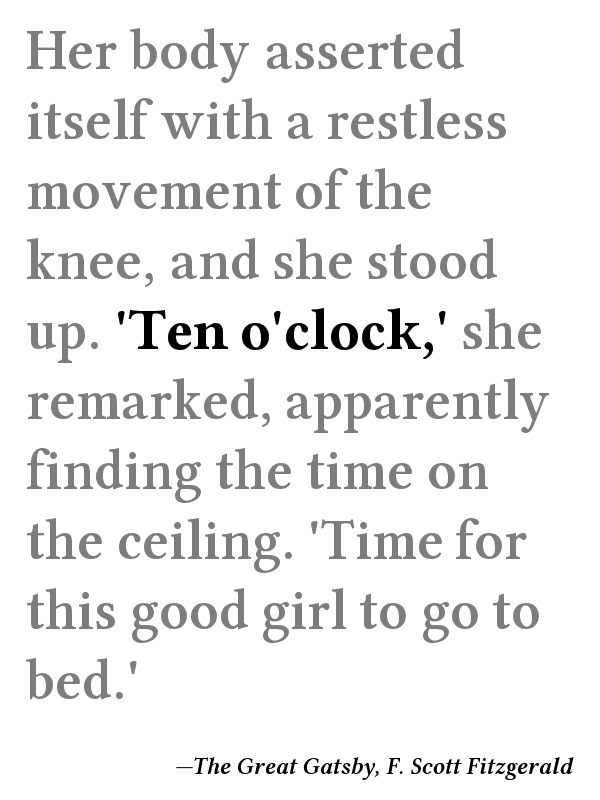 Her body asserted
itself with a restless
movement of the
knee, and she stood
up. 'Ten o'clock,' she
remarked, apparently
finding the time on
the ceiling. 'Time for
this good girl to go to
bed.'
—The Great Gatsby, F. Scott Fitzgerald